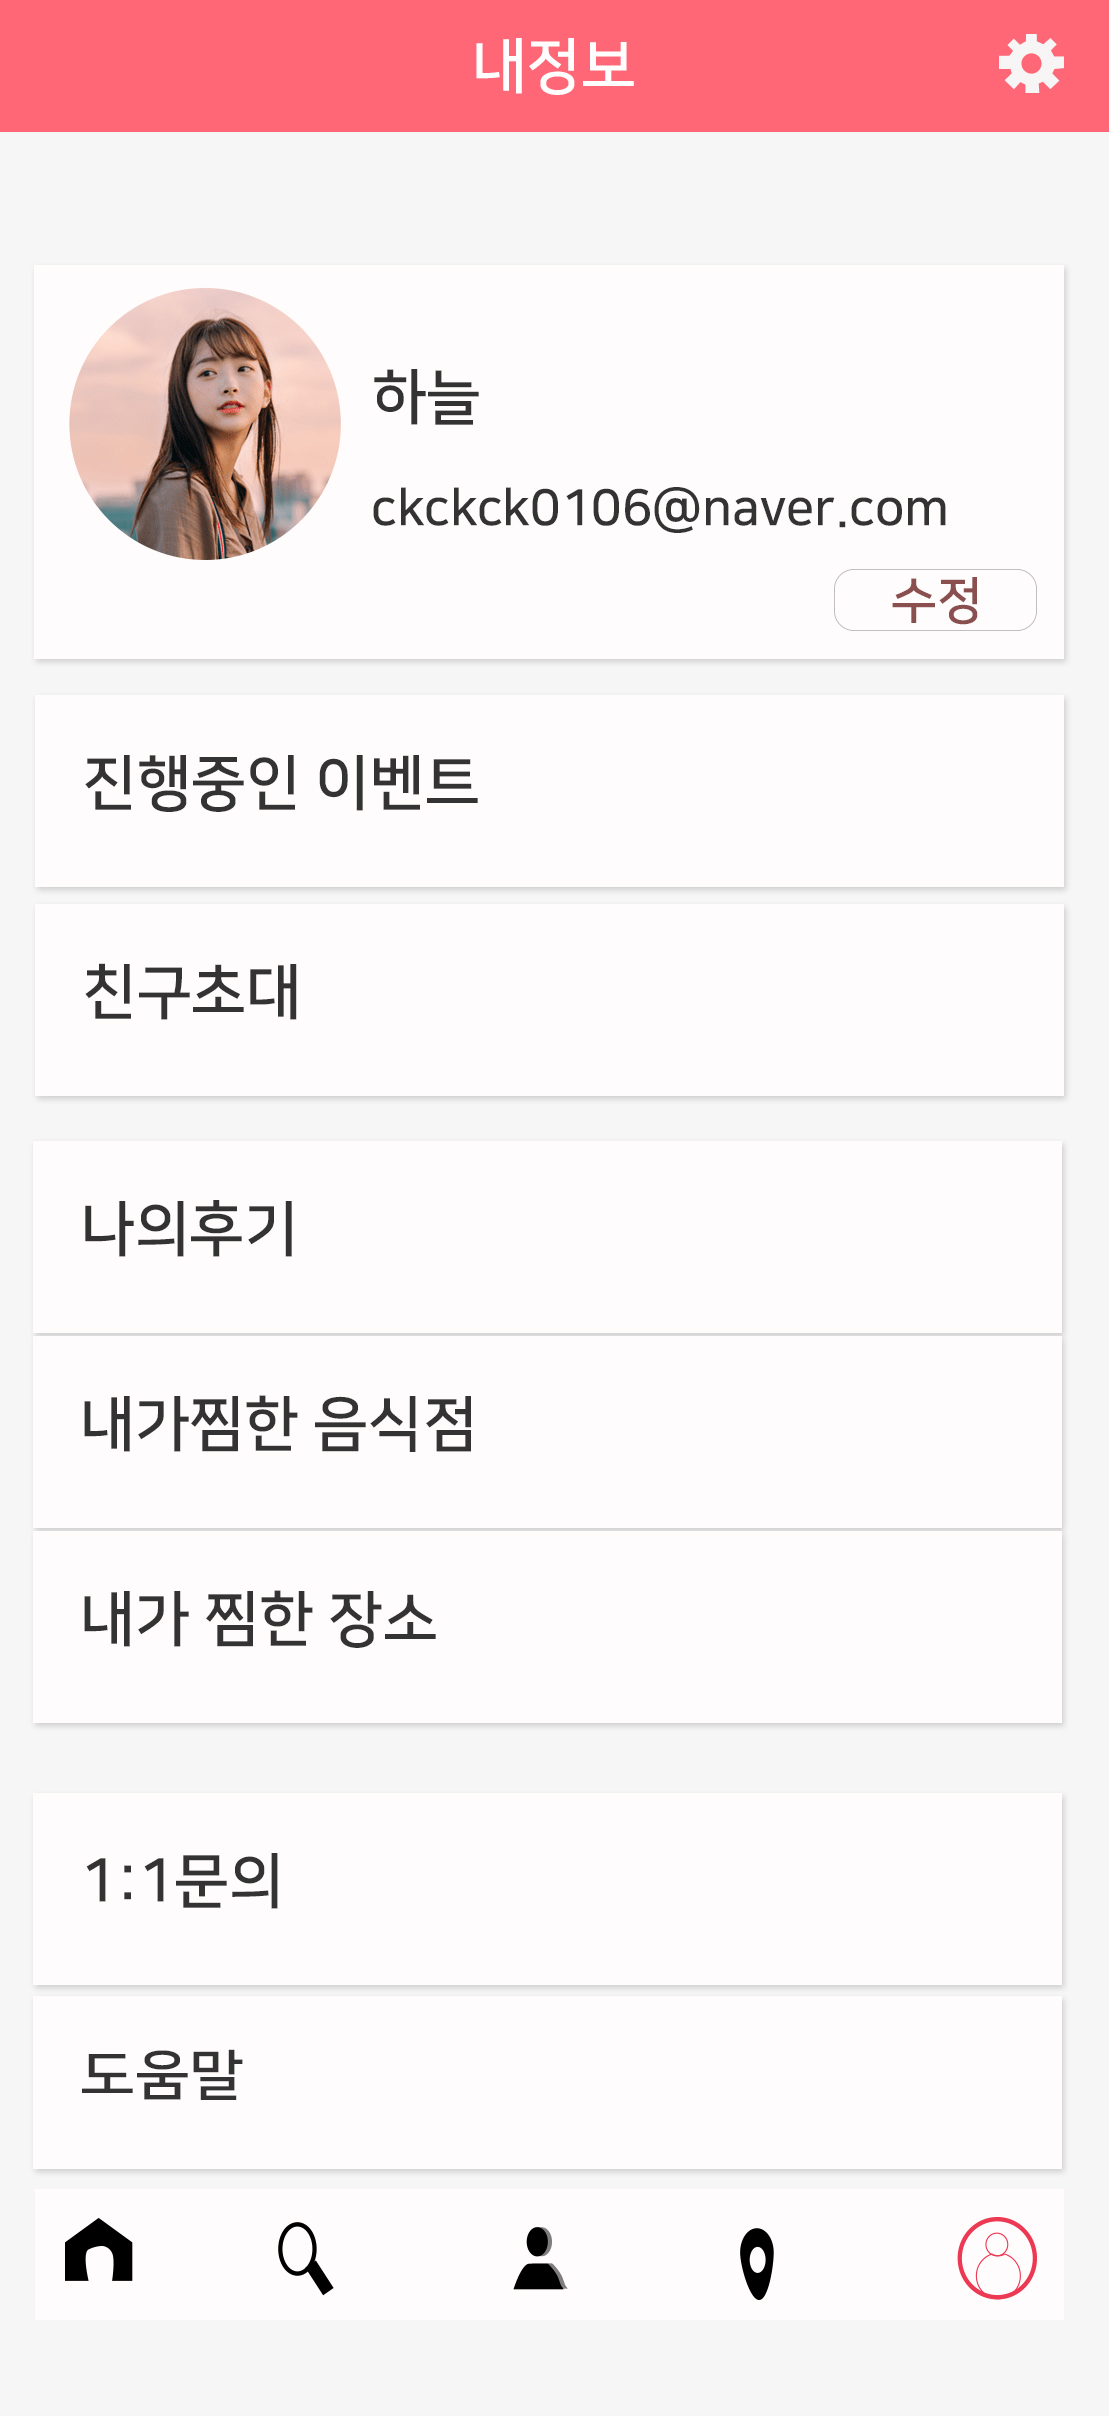 내정보
하늘
ckckck0106@naver.com
수정
진행중인 이벤트
친구초대
나의후기
내가찜한 음식점
내가 찜한 장소
1:1문의
도움말